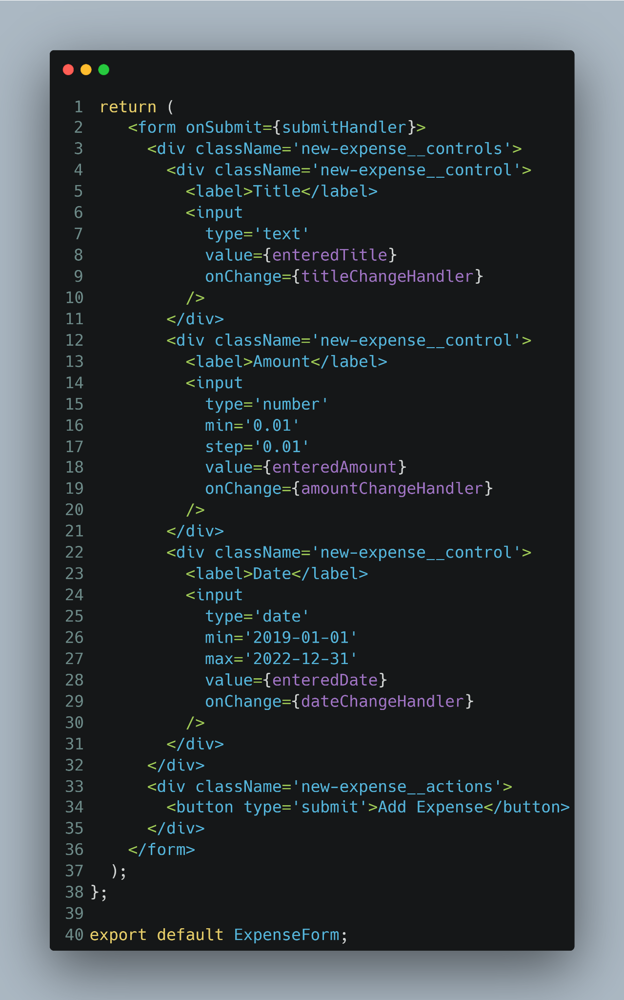 1 return (
2 <form onSubmit={submitHandler}>
3 <div className='new-expense__controls'>
4 <div className='new-expense__control'>
5 <label>Title</label>
6 <input
7 type='text'
8 value={enteredTitle}
9 onChange={titleChangeHandler}
10 />
11 </div>
12 <div className='new-expense__control'>
13 <label>Amount</label>
14 <input
15 type='number'
16 min='0.01'
17 step='0.01'
18 value={enteredAmount}
19 onChange={amountChangeHandler}
20 />
21 </div>
22 <div className='new-expense__control'>
23 <label>Date</label>
24 <input
25 type='date'
26 min='2019-01-01'
27 max='2022-12-31'
28 value={enteredDate}
29 onChange={dateChangeHandler}
30 />
31 </div>
32 </div>
33 <div className='new-expense__actions'>
34 <button type='submit'>Add Expense</button>
35 </div>
36 </form>
37 );
38 };
39
40 export default ExpenseForm;